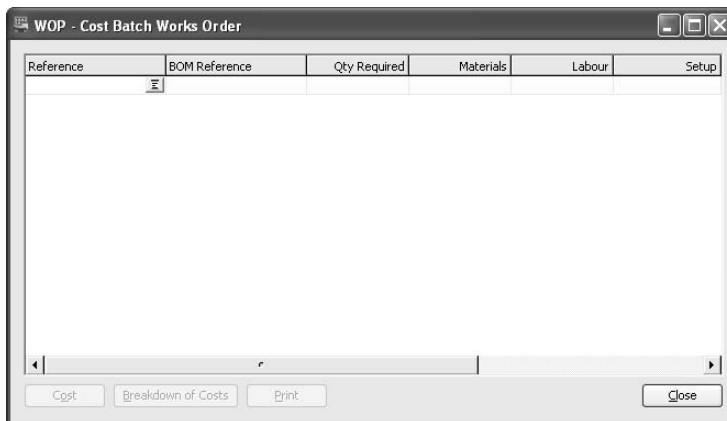 WOP - Cost Batch Works Order
Reference BOM Reference Qty Required Materials Labour Setup
Cost Breakdown of Costs Print Close